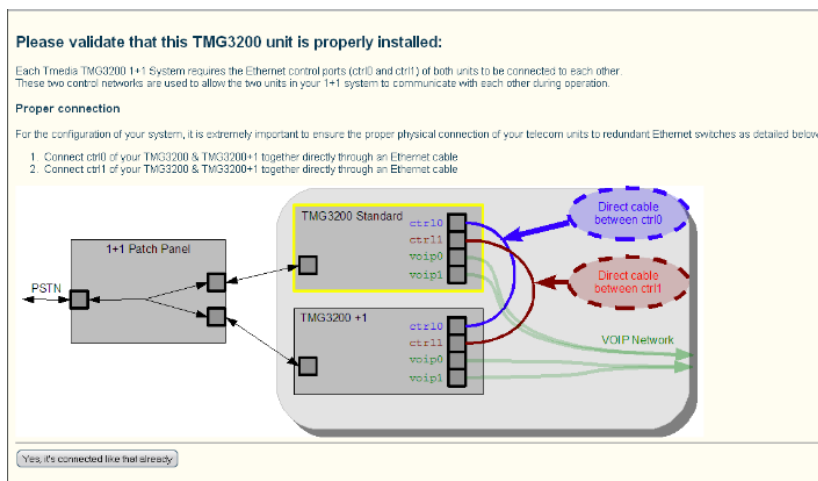 Please validate that this TMG3200 unit is properly installed:
Each Tmedia TMG3200 1+1 System requires the Ethernet control ports (ctrl0 and ctrl1) of both units to be connected to each other.
These two control networks are used to allow the two units in your 1+1 system to communicate with each other during operation.
Proper connection
For the configuration of your system, it is extremely important to ensure the proper physical connection of your telecom units to redundant Ethernet switches as detailed below
1. Connect ctrl0 of your TMG3200 & TMG3200+1 together directly through an Ethernet cable
2. Connect ctrl1 of your TMG3200 & TMG3200+1 together directly through an Ethernet cable
TMG3200 Standard
ctrl0
ctrl1
voip0
voip1
Direct cable
between ctrl0
1+1 Patch Panel
PSTN
Direct cable
between ctrl1
TMG3200 +1
ctrl0
ctrl1
voip0
voip1
VOIP Network
Yes, it's connected like that already